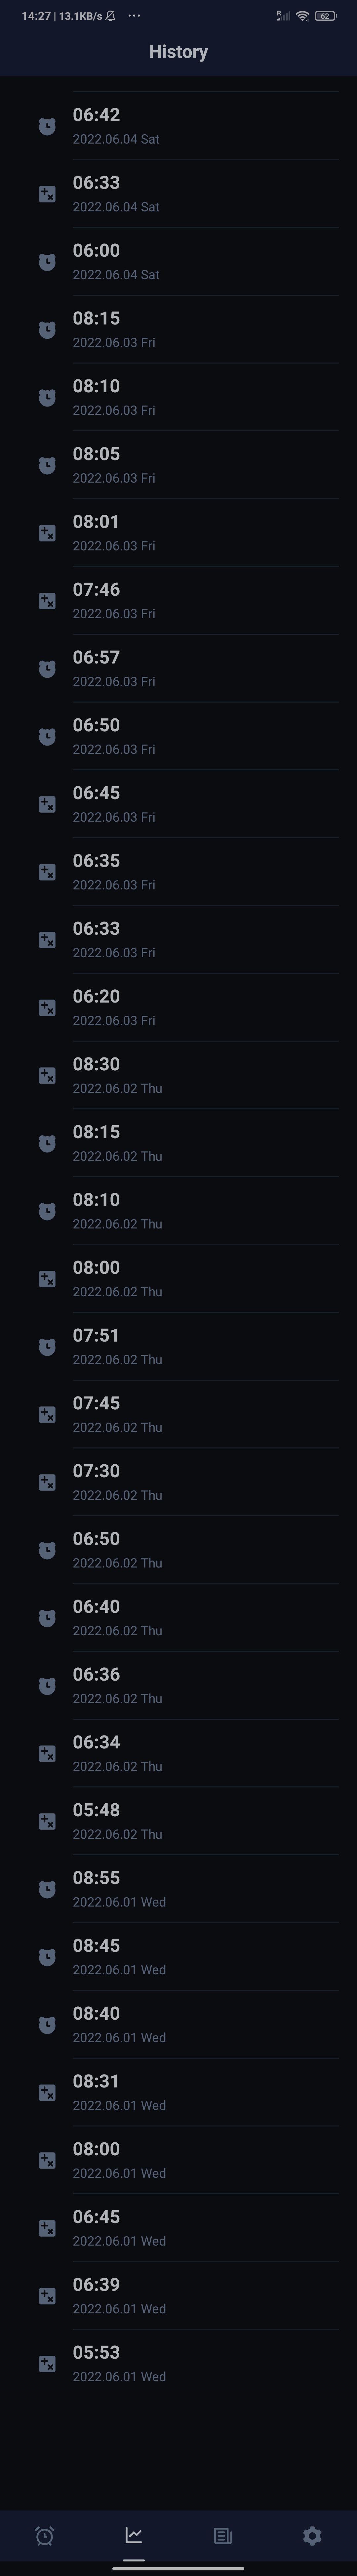 14:27 | 13.1KB/s ... R 62
History
06:42
2022.06.04 Sat
06:33
2022.06.04 Sat
06:00
2022.06.04 Sat
08:15
2022.06.03 Fri
08:10
2022.06.03 Fri
08:05
2022.06.03 Fri
08:01
2022.06.03 Fri
07:46
2022.06.03 Fri
06:57
2022.06.03 Fri
06:50
2022.06.03 Fri
06:45
2022.06.03 Fri
06:35
2022.06.03 Fri
06:33
2022.06.03 Fri
06:20
2022.06.03 Fri
08:30
2022.06.02 Thu
08:15
2022.06.02 Thu
08:10
2022.06.02 Thu
08:00
2022.06.02 Thu
07:51
2022.06.02 Thu
07:45
2022.06.02 Thu
07:30
2022.06.02 Thu
06:50
2022.06.02 Thu
06:40
2022.06.02 Thu
06:36
2022.06.02 Thu
06:34
2022.06.02 Thu
05:48
2022.06.02 Thu
08:55
2022.06.01 Wed
08:45
2022.06.01 Wed
08:40
2022.06.01 Wed
08:31
2022.06.01 Wed
08:00
2022.06.01 Wed
06:45
2022.06.01 Wed
06:39
2022.06.01 Wed
05:53
2022.06.01 Wed